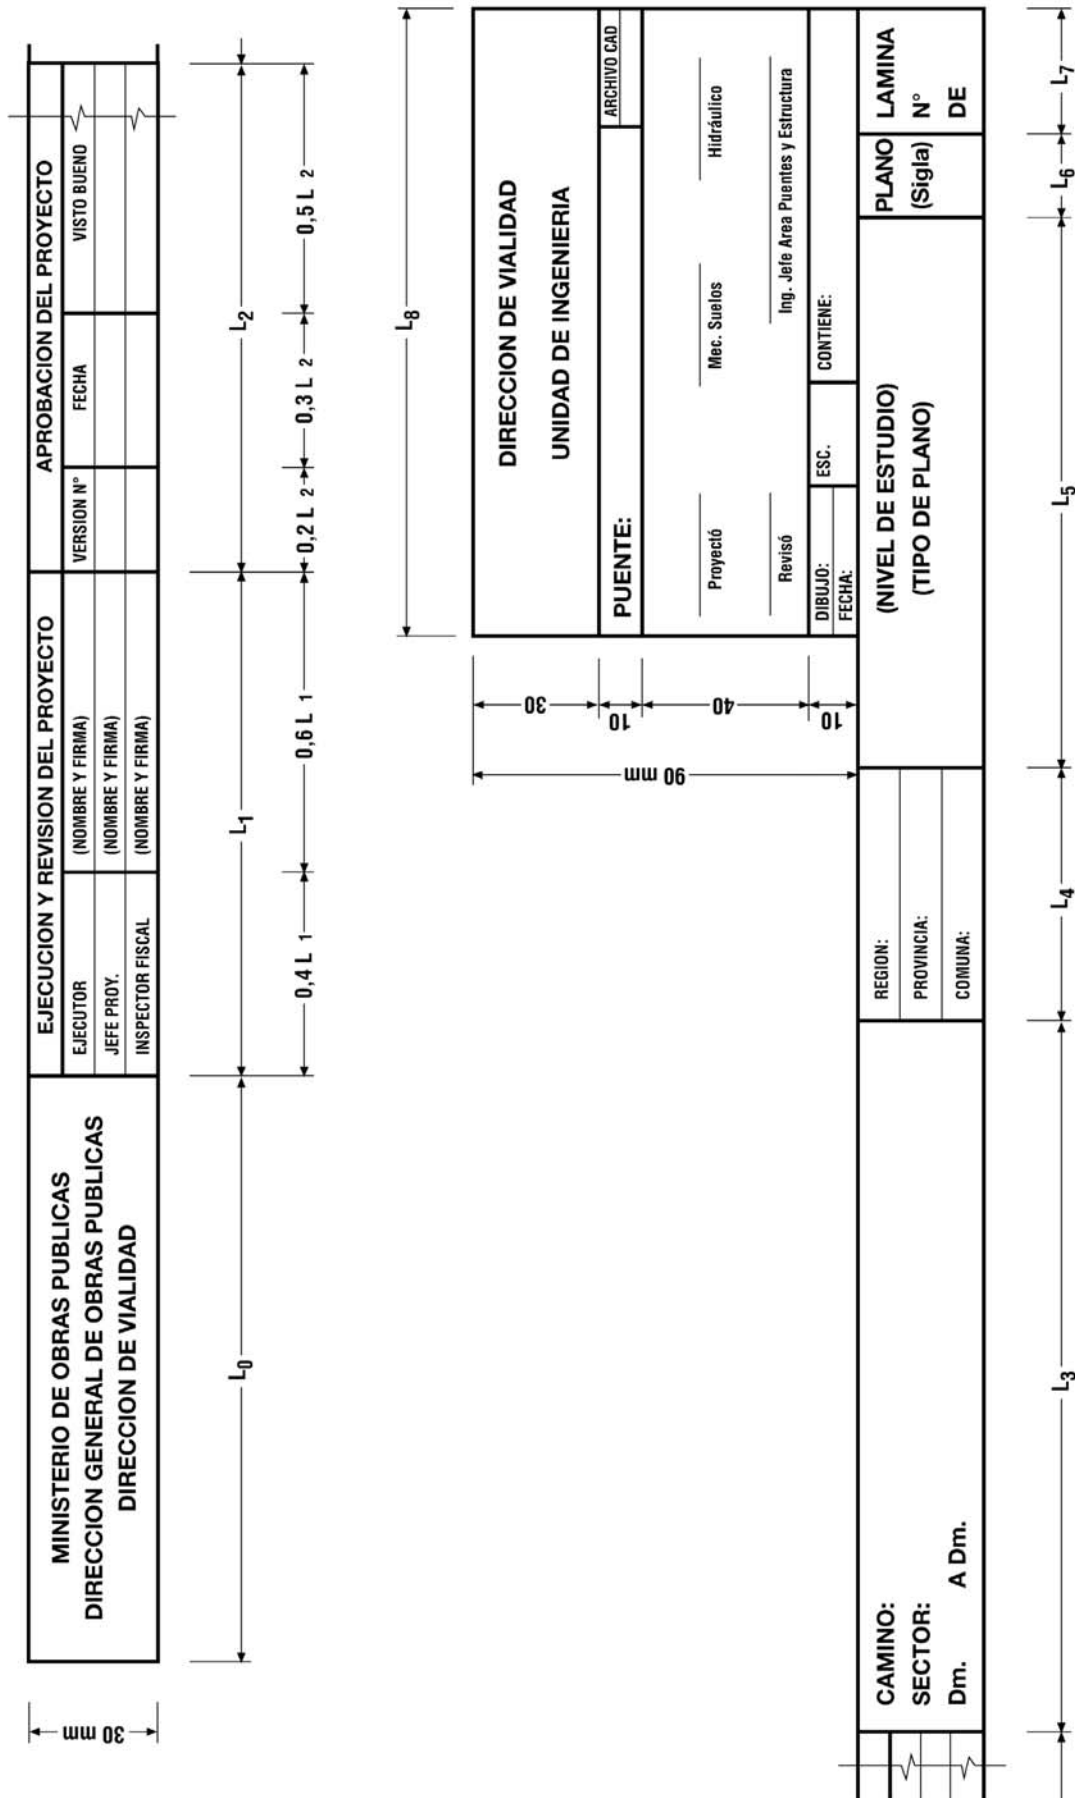 MINISTERIO DE OBRAS PUBLICAS
DIRECCION GENERAL DE OBRAS PUBLICAS
DIRECCION DE VIALIDAD
EJECUCION Y REVISION DEL PROYECTO
EJECUTOR (NOMBRE Y FIRMA)
JEFE PROY. (NOMBRE Y FIRMA)
INSPECTOR FISCAL (NOMBRE Y FIRMA)
APROBACION DEL PROYECTO
VERSION N° FECHA VISTO BUENO
30 mm
L0 L1 L2
0,4 L 1 0,6 L 1 0,2 L 2 0,3 L 2 0,5 L 2
L8
DIRECCION DE VIALIDAD
UNIDAD DE INGENIERIA
PUENTE: ARCHIVO CAD
Proyectó Mec. Suelos Hidráulico
Revisó Ing. Jefe Area Puentes y Estructura
DIBUJO: ESC. CONTIENE:
FECHA:
30
10
40
10
90 mm
CAMINO:
SECTOR:
Dm. A Dm.
REGION:
PROVINCIA:
COMUNA:
(NIVEL DE ESTUDIO)
(TIPO DE PLANO)
PLANO
(Sigla)
LAMINA
N°
DE
L3 L4 L5 L6 L7